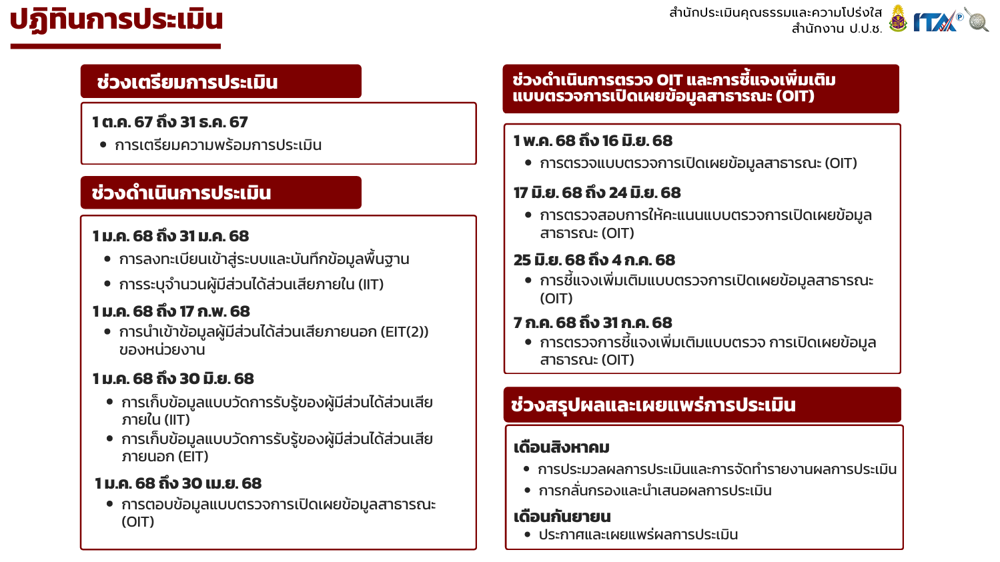 ปฏิทินการประเมิน
สำนักประเมินคุณธรรมและความโปร่งใส
สำนักงาน ป.ป.ช.
ITA
P
ช่วงเตรียมการประเมิน
1 ต.ค. 67 ถึง 31 ธ.ค. 67
• การเตรียมความพร้อมการประเมิน
ช่วงดำเนินการประเมิน
1 ม.ค. 68 ถึง 31 ม.ค. 68
• การลงทะเบียนเข้าสู่ระบบและบันทึกข้อมูลพื้นฐาน
• การระบุจำนวนผู้มีส่วนได้ส่วนเสียภายใน (IIT)
1 ม.ค. 68 ถึง 17 ก.พ. 68
• การนำเข้าข้อมูลผู้มีส่วนได้ส่วนเสียภายนอก (EIT(2))
ของหน่วยงาน
1 ม.ค. 68 ถึง 30 มิ.ย. 68
• การเก็บข้อมูลแบบวัดการรับรู้ของผู้มีส่วนได้ส่วนเสีย
ภายใน (IIT)
• การเก็บข้อมูลแบบวัดการรับรู้ของผู้มีส่วนได้ส่วนเสีย
ภายนอก (EIT)
1 ม.ค. 68 ถึง 30 เม.ย. 68
• การตอบข้อมูลแบบตรวจการเปิดเผยข้อมูลสาธารณะ
(OIT)
ช่วงดำเนินการตรวจ OIT และการชี้แจงเพิ่มเติม
แบบตรวจการเปิดเผยข้อมูลสาธารณะ (OIT)
1 พ.ค. 68 ถึง 16 มิ.ย. 68
• การตรวจแบบตรวจการเปิดเผยข้อมูลสาธารณะ (OIT)
17 มิ.ย. 68 ถึง 24 มิ.ย. 68
• การตรวจสอบการให้คะแนนแบบตรวจการเปิดเผยข้อมูล
สาธารณะ (OIT)
25 มิ.ย. 68 ถึง 4 ก.ค. 68
• การชี้แจงเพิ่มเติมแบบตรวจการเปิดเผยข้อมูลสาธารณะ
(OIT)
7 ก.ค. 68 ถึง 31 ก.ค. 68
• การตรวจการชี้แจงเพิ่มเติมแบบตรวจ การเปิดเผยข้อมูล
สาธารณะ (OIT)
ช่วงสรุปผลและเผยแพร่การประเมิน
เดือนสิงหาคม
• การประมวลผลการประเมินและการจัดทำรายงานผลการประเมิน
• การกลั่นกรองและนำเสนอผลการประเมิน
เดือนกันยายน
• ประกาศและเผยแพร่ผลการประเมิน